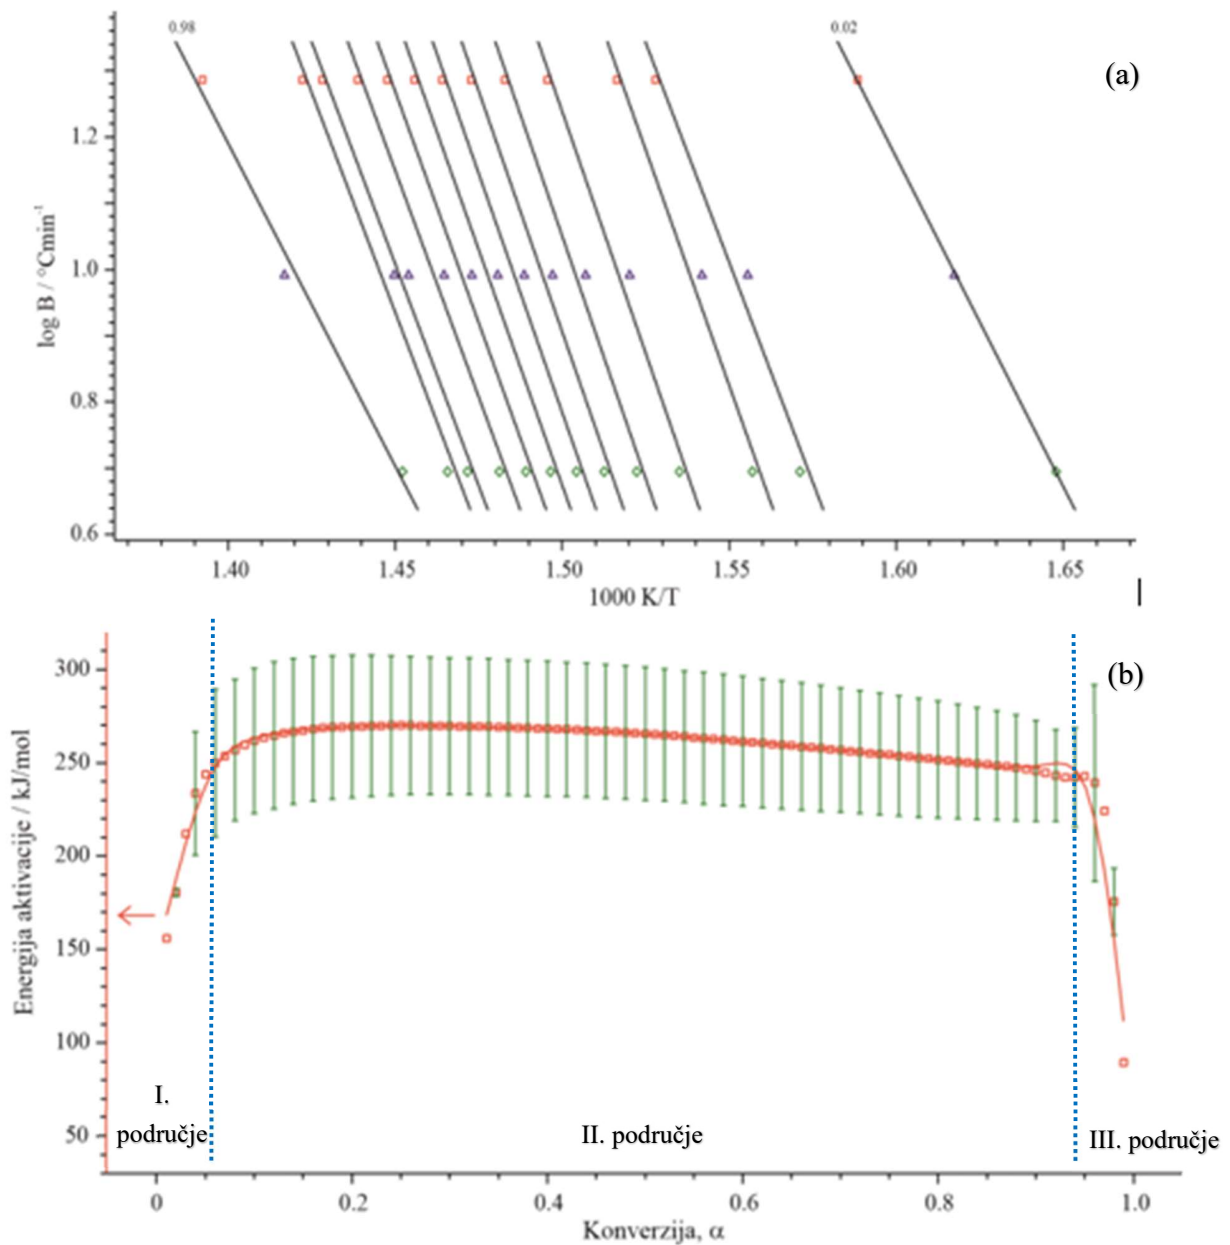 0.98
0.02
(a)
1.2
1.0
0.8
0.6
log B / °Cmin⁻¹
1.40
1.45
1.50
1.55
1.60
1.65
1000 K/T
(b)
300
250
200
150
100
50
Energija aktivacije / kJ/mol
I.
područje
II. područje
III. područje
0
0.2
0.4
0.6
0.8
1.0
Konverzija, α